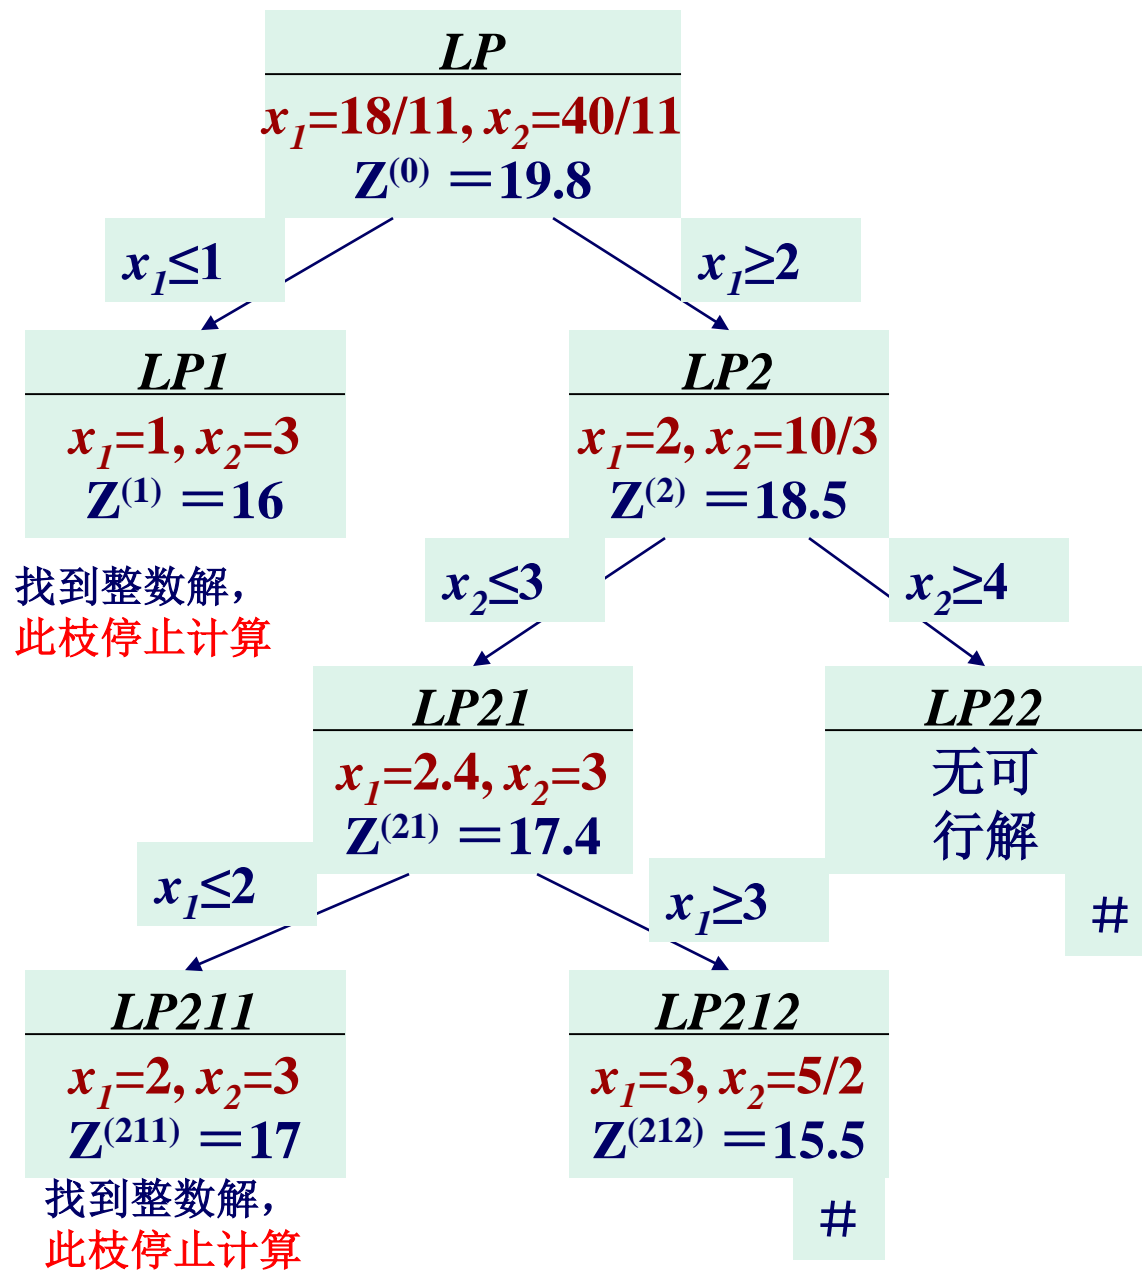 LP
x₁=18/11, x₂=40/11
Z⁽⁰⁾ =19.8
x₁≤1
x₁≥2
LP1
x₁=1, x₂=3
Z⁽¹⁾ =16
找到整数解，
此枝停止计算
LP2
x₁=2, x₂=10/3
Z⁽²⁾ =18.5
x₂≤3
x₂≥4
LP21
x₁=2.4, x₂=3
Z⁽²¹⁾ =17.4
LP22
无可
行解
#
x₁≤2
x₁≥3
LP211
x₁=2, x₂=3
Z⁽²¹¹⁾ =17
找到整数解，
此枝停止计算
LP212
x₁=3, x₂=5/2
Z⁽²¹²⁾ =15.5
#